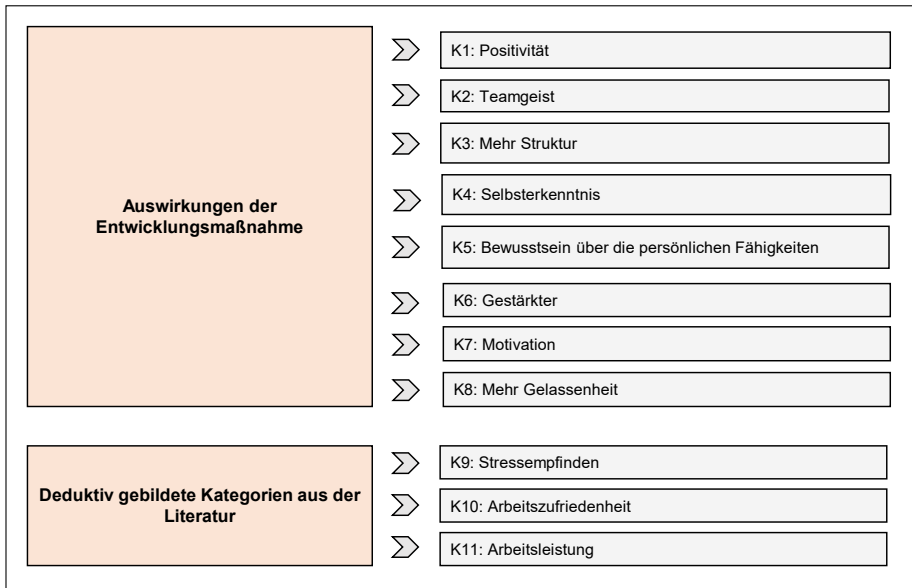 Auswirkungen der
Entwicklungsmaßnahme
K1: Positivität
K2: Teamgeist
K3: Mehr Struktur
K4: Selbsterkenntnis
K5: Bewusstsein über die persönlichen Fähigkeiten
K6: Gestärkter
K7: Motivation
K8: Mehr Gelassenheit
Deduktiv gebildete Kategorien aus der
Literatur
K9: Stressempfinden
K10: Arbeitszufriedenheit
K11: Arbeitsleistung